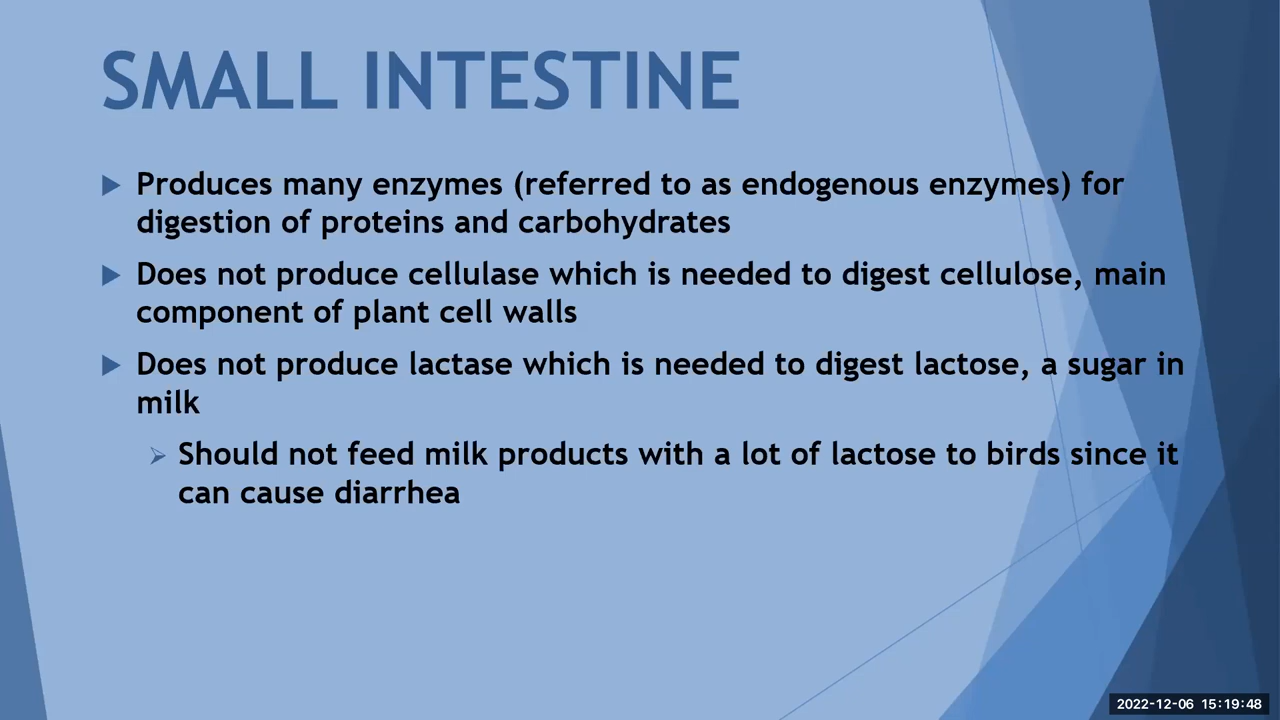 SMALL INTESTINE
Produces many enzymes (referred to as endogenous enzymes) for
digestion of proteins and carbohydrates
Does not produce cellulase which is needed to digest cellulose, main
component of plant cell walls
Does not produce lactase which is needed to digest lactose, a sugar in
milk
Should not feed milk products with a lot of lactose to birds since it
can cause diarrhea
2022-12-06 15:19:48